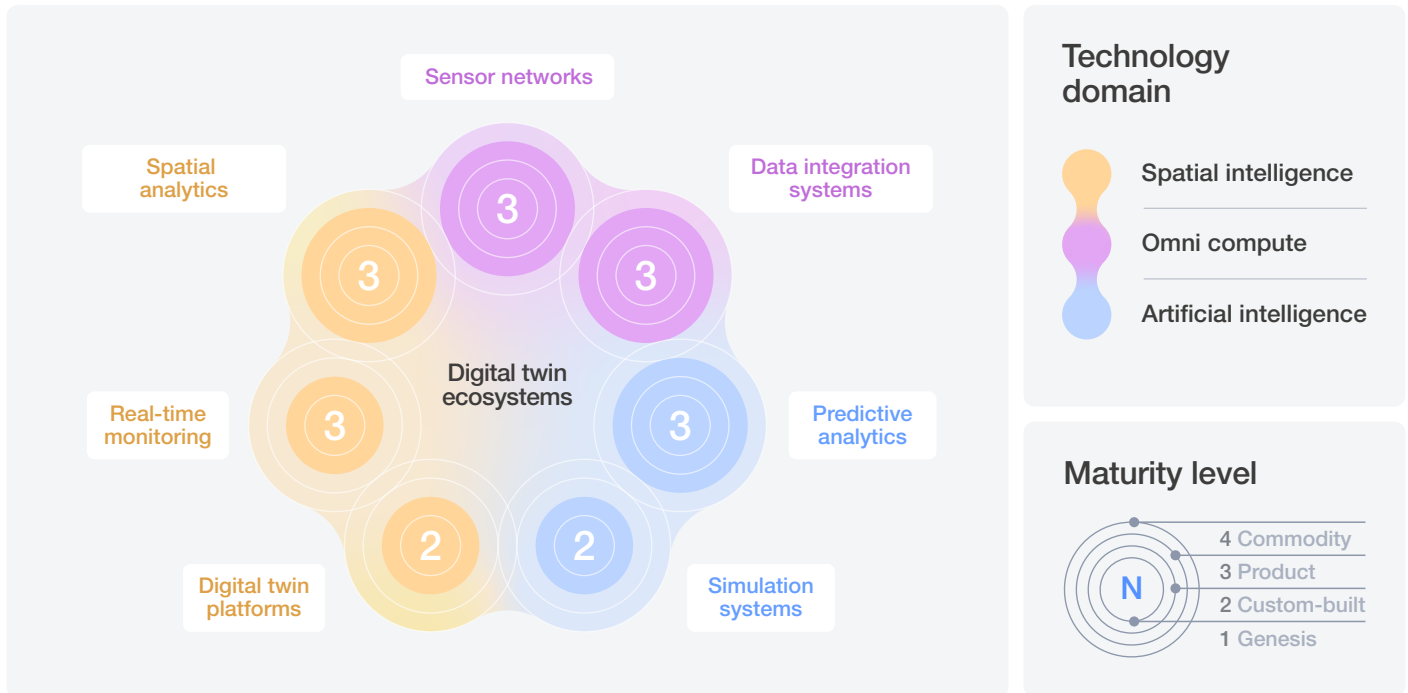 Sensor networks
Spatial
analytics
Data integration
systems
3
3
3
Digital twin
ecosystems
Real-time
monitoring
3
3
Predictive
analytics
2
2
Digital twin
platforms
Simulation
systems
Technology
domain
Spatial intelligence
Omni compute
Artificial intelligence
Maturity level
N
4 Commodity
3 Product
2 Custom-built
1 Genesis